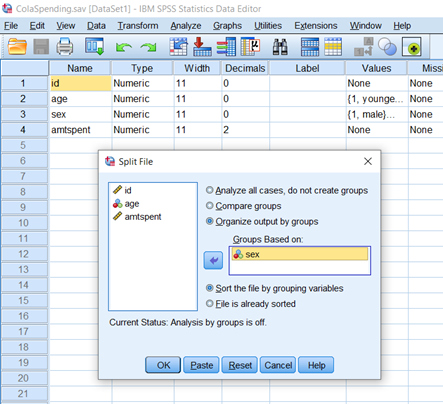 ColaSpending.sav [DataSet1] - IBM SPSS Statistics Data Editor
File Edit View Data Transform Analyze Graphs Utilities Extensions Window Help
Name Type Width Decimals Label Values Missi
1 id Numeric 11 0 None None
2 age Numeric 11 0 {1, younge... None
3 sex Numeric 11 0 {1, male}... None
4 amtspent Numeric 11 2 None None
5
6
7
8
9
10
11
12
13
14
15
16
17
18
19
20
21
Split File
id
age
amtspent
Analyze all cases, do not create groups
Compare groups
Organize output by groups
Groups Based on:
sex
Sort the file by grouping variables
File is already sorted
Current Status: Analysis by groups is off.
OK Paste Reset Cancel Help